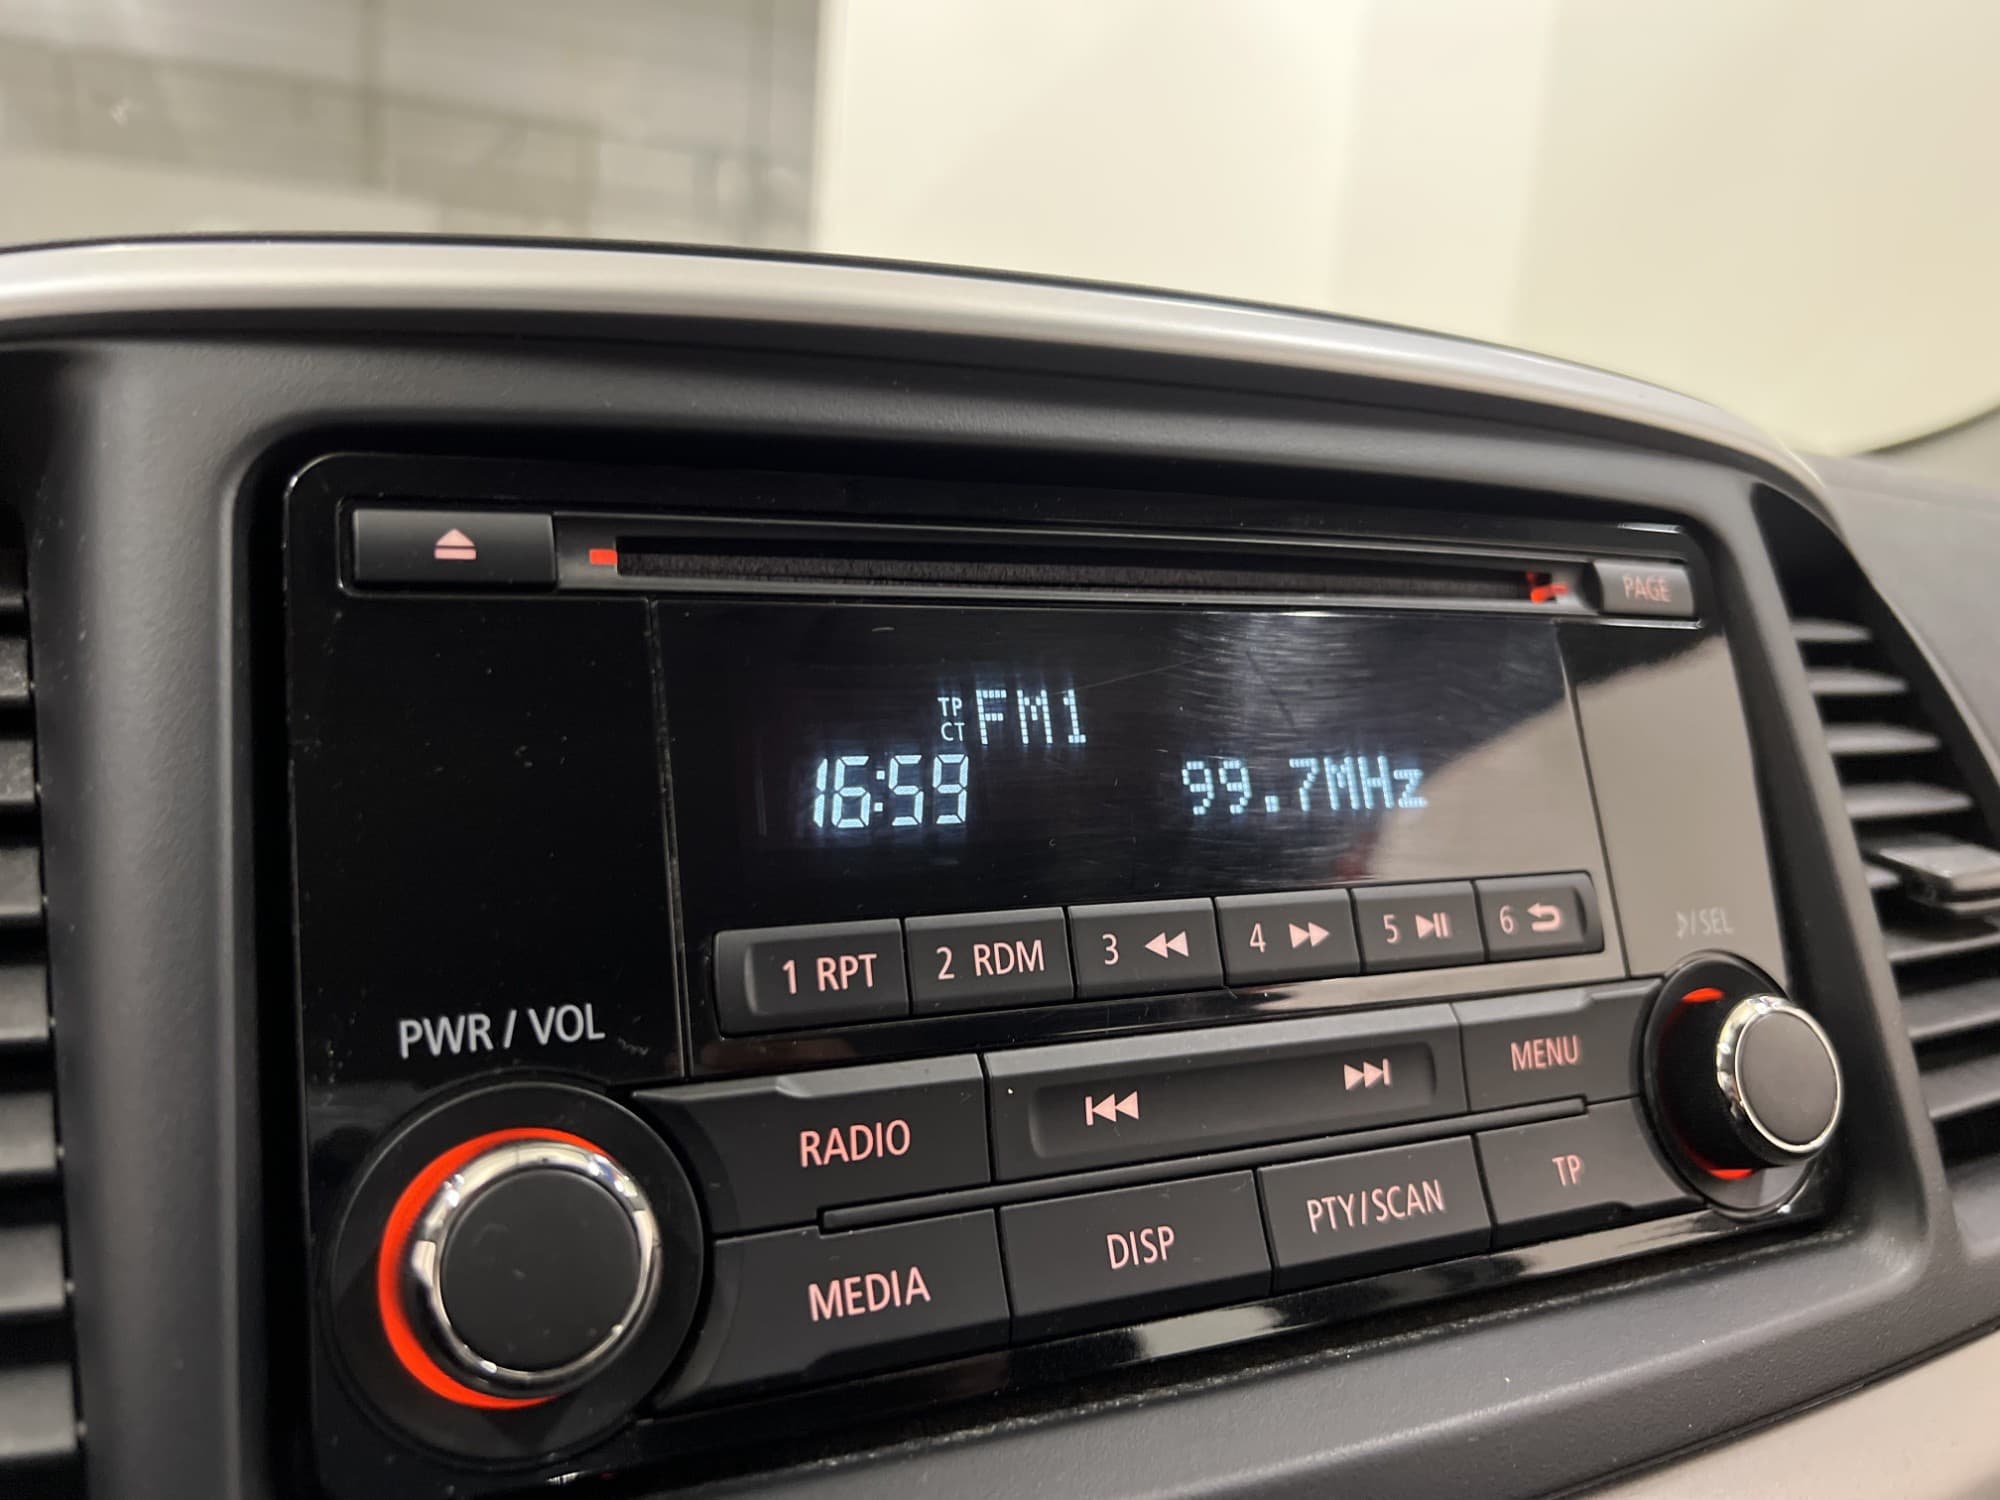 PAGE
TP
CT
FM1
16:59 99.7MHz
1 RPT 2 RDM 3 4 5 6
/SEL
PWR / VOL
RADIO MENU
MEDIA DISP PTY/SCAN TP